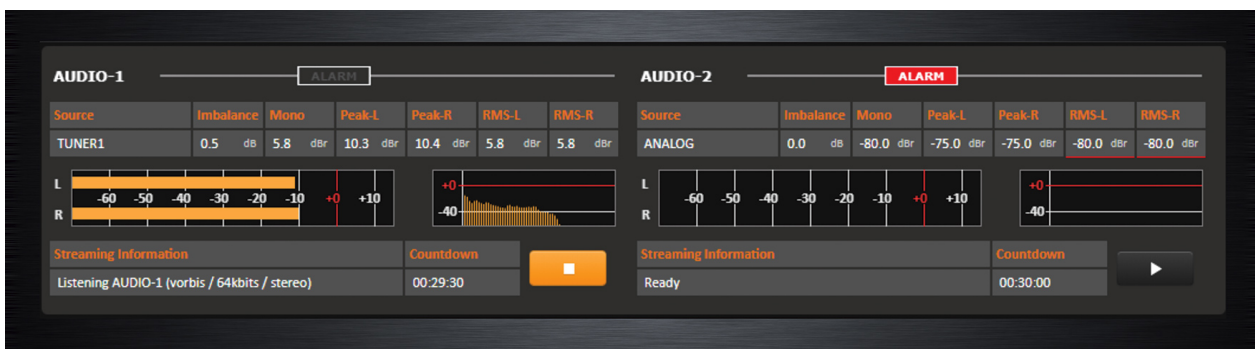 AUDIO-1 ALARM
Source Imbalance Mono Peak-L Peak-R RMS-L RMS-R
TUNER1 0.5 dB 5.8 dBr 10.3 dBr 10.4 dBr 5.8 dBr 5.8 dBr
L
-60 -50 -40 -30 -20 -10 +0 +10
R
+0
-40
Streaming Information Countdown
Listening AUDIO-1 (vorbis / 64kbits / stereo) 00:29:30
AUDIO-2 ALARM
Source Imbalance Mono Peak-L Peak-R RMS-L RMS-R
ANALOG 0.0 dB -80.0 dBr -75.0 dBr -75.0 dBr -80.0 dBr -80.0 dBr
L
-60 -50 -40 -30 -20 -10 +0 +10
R
+0
-40
Streaming Information Countdown
Ready 00:30:00